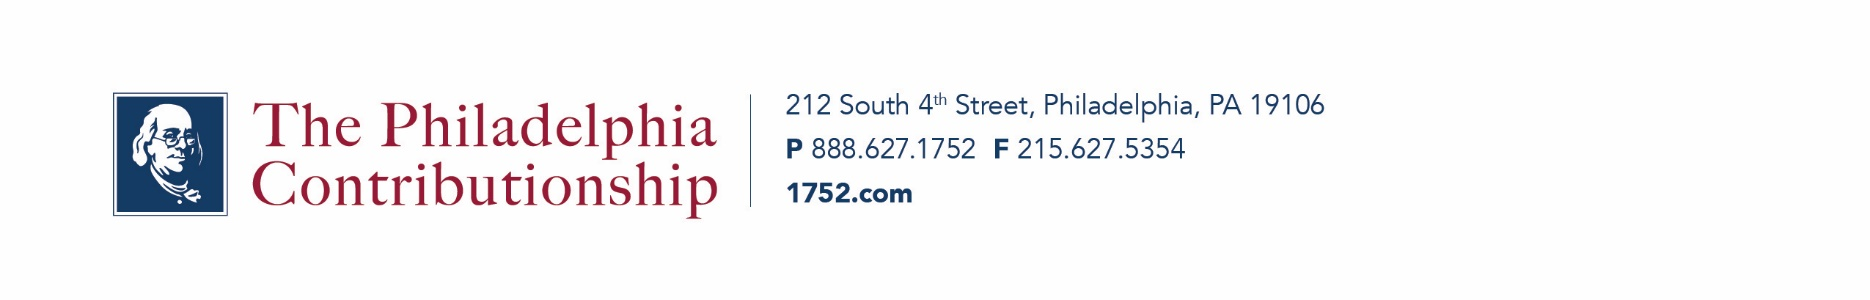 The Philadelphia
Contributionship
212 South 4th Street, Philadelphia, PA 19106
P 888.627.1752 F 215.627.5354
1752.com